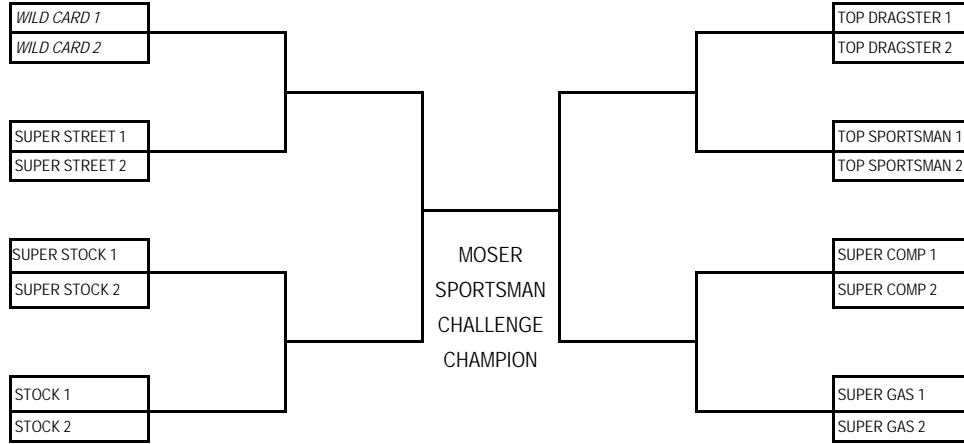 WILD CARD 1
WILD CARD 2
SUPER STREET 1
SUPER STREET 2
SUPER STOCK 1
SUPER STOCK 2
STOCK 1
STOCK 2
MOSER
SPORTSMAN
CHALLENGE
CHAMPION
TOP DRAGSTER 1
TOP DRAGSTER 2
TOP SPORTSMAN 1
TOP SPORTSMAN 2
SUPER COMP 1
SUPER COMP 2
SUPER GAS 1
SUPER GAS 2